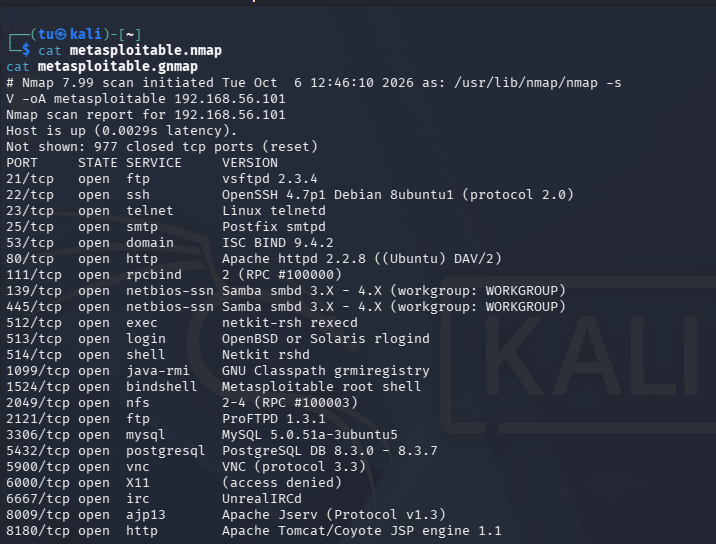 ┌──(tu㉿kali)-[~]
└─$ cat metasploitable.nmap
cat metasploitable.gnmap
# Nmap 7.99 scan initiated Tue Oct  6 12:46:10 2026 as: /usr/lib/nmap/nmap -s
V -oA metasploitable 192.168.56.101
Nmap scan report for 192.168.56.101
Host is up (0.0029s latency).
Not shown: 977 closed tcp ports (reset)
PORT     STATE SERVICE     VERSION
21/tcp   open  ftp         vsftpd 2.3.4
22/tcp   open  ssh         OpenSSH 4.7p1 Debian 8ubuntu1 (protocol 2.0)
23/tcp   open  telnet      Linux telnetd
25/tcp   open  smtp        Postfix smtpd
53/tcp   open  domain      ISC BIND 9.4.2
80/tcp   open  http        Apache httpd 2.2.8 ((Ubuntu) DAV/2)
111/tcp  open  rpcbind     2 (RPC #100000)
139/tcp  open  netbios-ssn Samba smbd 3.X - 4.X (workgroup: WORKGROUP)
445/tcp  open  netbios-ssn Samba smbd 3.X - 4.X (workgroup: WORKGROUP)
512/tcp  open  exec        netkit-rsh rexecd
513/tcp  open  login       OpenBSD or Solaris rlogind
514/tcp  open  shell       Netkit rshd
1099/tcp open  java-rmi    GNU Classpath grmiregistry
1524/tcp open  bindshell   Metasploitable root shell
2049/tcp open  nfs         2-4 (RPC #100003)
2121/tcp open  ftp         ProFTPD 1.3.1
3306/tcp open  mysql       MySQL 5.0.51a-3ubuntu5
5432/tcp open  postgresql  PostgreSQL DB 8.3.0 - 8.3.7
5900/tcp open  vnc         VNC (protocol 3.3)
6000/tcp open  X11         (access denied)
6667/tcp open  irc         UnrealIRCd
8009/tcp open  ajp13       Apache Jserv (Protocol v1.3)
8180/tcp open  http        Apache Tomcat/Coyote JSP engine 1.1
KALI